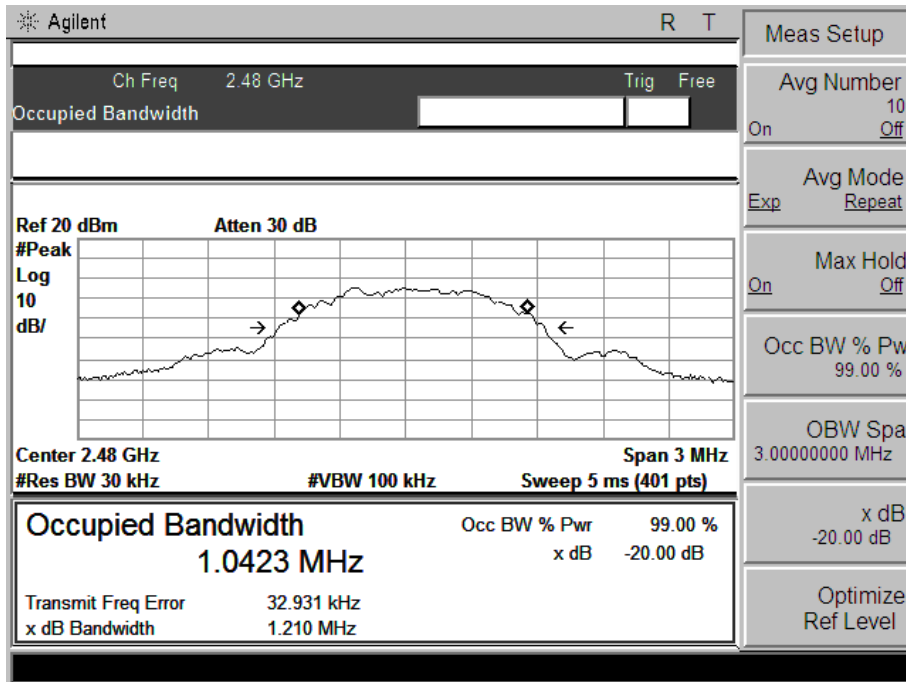 Agilent R T
Ch Freq 2.48 GHz Trig Free
Occupied Bandwidth
Ref 20 dBm Atten 30 dB
#Peak
Log
10
dB/
Center 2.48 GHz Span 3 MHz
#Res BW 30 kHz #VBW 100 kHz Sweep 5 ms (401 pts)
Occupied Bandwidth
1.0423 MHz
Occ BW % Pwr 99.00 %
x dB -20.00 dB
Transmit Freq Error 32.931 kHz
x dB Bandwidth 1.210 MHz
Meas Setup
Avg Number
10
On Off
Avg Mode
Exp Repeat
Max Hold
On Off
Occ BW % Pw
99.00 %
OBW Spa
3.00000000 MHz
x dB
-20.00 dB
Optimize
Ref Level